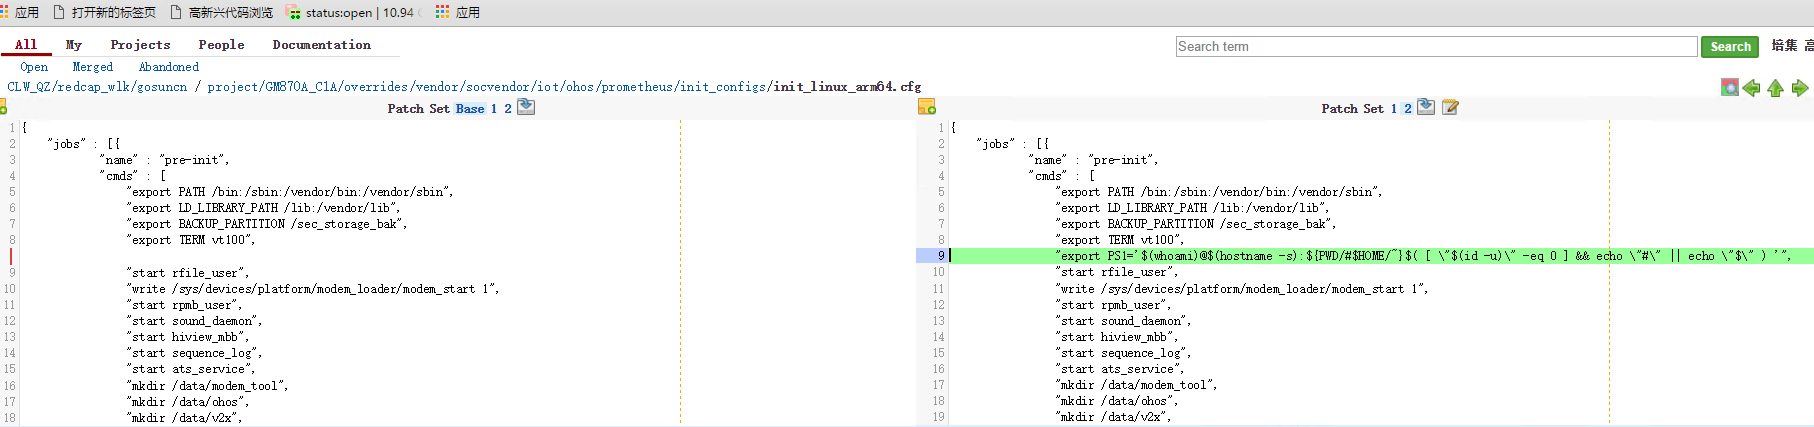 应用 打开新的标签页 高新兴代码浏览 status:open | 10.94 应用
All My Projects People Documentation
Search term Search 培集 高
Open Merged Abandoned
CLW_QZ/redcap_wlk/gosuncn / project/GM870A_C1A/overrides/vendor/socvendor/iot/ohos/prometheus/init_configs/init_linux_arm64.cfg
Patch Set Base 1 2
1 {
2 "jobs" : [{
3 "name" : "pre-init",
4 "cmds" : [
5 "export PATH /bin:/sbin:/vendor/bin:/vendor/sbin",
6 "export LD_LIBRARY_PATH /lib:/vendor/lib",
7 "export BACKUP_PARTITION /sec_storage_bak",
8 "export TERM vt100",
9 "start rfile_user",
10 "write /sys/devices/platform/modem_loader/modem_start 1",
11 "start rpmb_user",
12 "start sound_daemon",
13 "start hiview_mbb",
14 "start sequence_log",
15 "start ats_service",
16 "mkdir /data/modem_tool",
17 "mkdir /data/ohos",
18 "mkdir /data/v2x",
Patch Set 1 2
1 {
2 "jobs" : [{
3 "name" : "pre-init",
4 "cmds" : [
5 "export PATH /bin:/sbin:/vendor/bin:/vendor/sbin",
6 "export LD_LIBRARY_PATH /lib:/vendor/lib",
7 "export BACKUP_PARTITION /sec_storage_bak",
8 "export TERM vt100",
9 "export PS1='$(whoami)@$(hostname -s):${PWD/#$HOME/~}$( [ \"$(id -u)\" -eq 0 ] && echo \"#\" || echo \"$\" ) '",
10 "start rfile_user",
11 "write /sys/devices/platform/modem_loader/modem_start 1",
12 "start rpmb_user",
13 "start sound_daemon",
14 "start hiview_mbb",
15 "start sequence_log",
16 "start ats_service",
17 "mkdir /data/modem_tool",
18 "mkdir /data/ohos",
19 "mkdir /data/v2x",